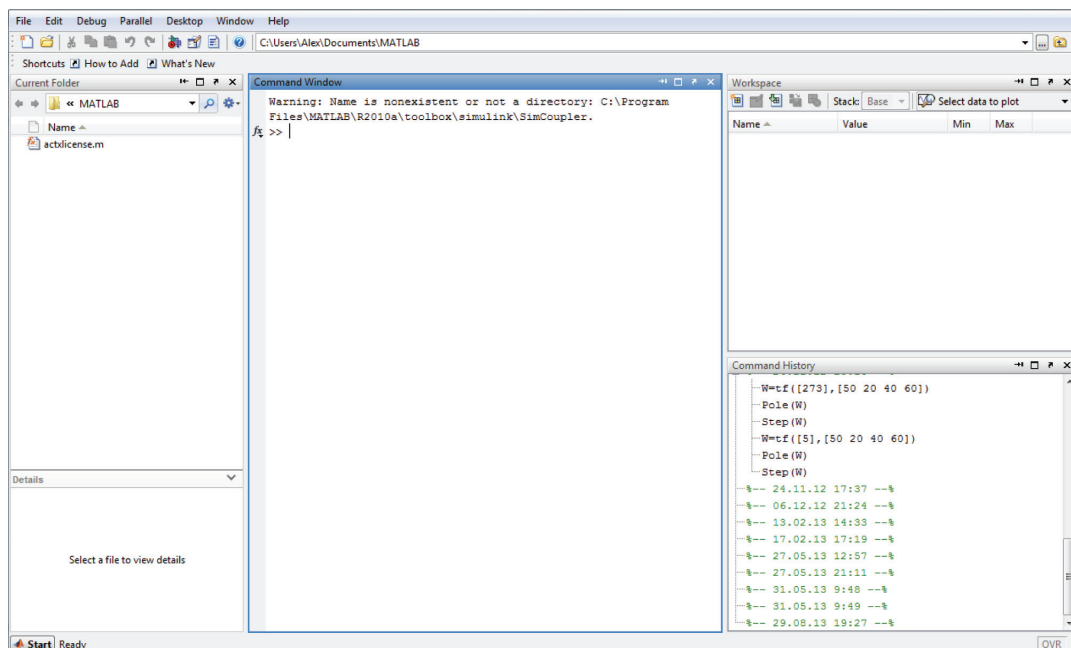 File Edit Debug Parallel Desktop Window Help
C:\Users\Alex\Documents\MATLAB
Shortcuts How to Add What's New
Current Folder
« MATLAB
Name
actxlicense.m
Details
Select a file to view details
Command Window
Warning: Name is nonexistent or not a directory: C:\Program
Files\MATLAB\R2010a\toolbox\simulink\SimCoupler.
fx >>
Workspace
Stack: Base Select data to plot
Name Value Min Max
Command History
W=tf([273],[50 20 40 60])
Pole(W)
Step(W)
W=tf([5],[50 20 40 60])
Pole(W)
Step(W)
%-- 24.11.12 17:37 --%
%-- 06.12.12 21:24 --%
%-- 13.02.13 14:33 --%
%-- 17.02.13 17:19 --%
%-- 27.05.13 12:57 --%
%-- 27.05.13 21:11 --%
%-- 31.05.13 9:48 --%
%-- 31.05.13 9:49 --%
%-- 29.08.13 19:27 --%
Start Ready
OVR